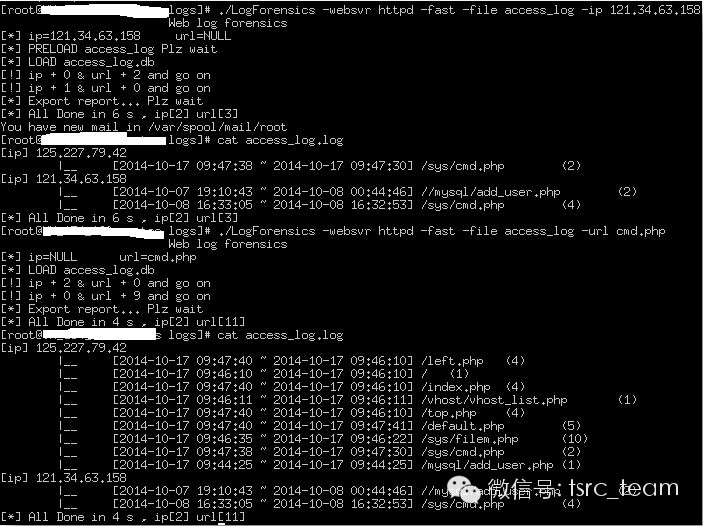 [root@ logs]# ./LogForensics -websvr httpd -fast -file access_log -ip 121.34.63.158
Web log forensics
[*] ip=121.34.63.158 url=NULL
[*] PRELOAD access_log Plz wait
[*] LOAD access_log.db
[!] ip + 0 & url + 2 and go on
[!] ip + 1 & url + 0 and go on
[*] Export report... Plz wait
[*] All Done in 6 s , ip[2] url[3]
You have new mail in /var/spool/mail/root
[root@ logs]# cat access_log.log
[ip] 125.227.79.42
|__ [2014-10-17 09:47:38 ~ 2014-10-17 09:47:30] /sys/cmd.php (2)
[ip] 121.34.63.158
|__ [2014-10-07 19:10:43 ~ 2014-10-08 00:44:46] //mysql/add_user.php (2)
|__ [2014-10-08 16:33:05 ~ 2014-10-08 16:32:53] /sys/cmd.php (4)
[*] All Done in 6 s , ip[2] url[3]
[root@ s logs]# ./LogForensics -websvr httpd -fast -file access_log -url cmd.php
Web log forensics
[*] ip=NULL url=cmd.php
[*] LOAD access_log.db
[!] ip + 2 & url + 0 and go on
[!] ip + 0 & url + 9 and go on
[*] Export report... Plz wait
[*] All Done in 4 s , ip[2] url[11]
[root@ s logs]# cat access_log.log
[ip] 125.227.79.42
|__ [2014-10-17 09:47:40 ~ 2014-10-17 09:46:10] /left.php (4)
|__ [2014-10-17 09:46:10 ~ 2014-10-17 09:46:10] / (1)
|__ [2014-10-17 09:47:40 ~ 2014-10-17 09:46:10] /index.php (4)
|__ [2014-10-17 09:46:11 ~ 2014-10-17 09:46:11] /vhost/vhost_list.php (1)
|__ [2014-10-17 09:47:40 ~ 2014-10-17 09:46:10] /top.php (4)
|__ [2014-10-17 09:47:40 ~ 2014-10-17 09:47:41] /default.php (5)
|__ [2014-10-17 09:46:35 ~ 2014-10-17 09:46:22] /sys/filem.php (10)
|__ [2014-10-17 09:47:38 ~ 2014-10-17 09:47:30] /sys/cmd.php (2)
|__ [2014-10-17 09:44:25 ~ 2014-10-17 09:44:25] /mysql/add_user.php (1)
[ip] 121.34.63.158
|__ [2014-10-07 19:10:43 ~ 2014-10-08 00:44:46] //mysql/add_user.php (2)
|__ [2014-10-08 16:33:05 ~ 2014-10-08 16:32:53] /sys/cmd.php (4)
[*] All Done in 4 s , ip[2] url[11]
微信号: tsrc_team